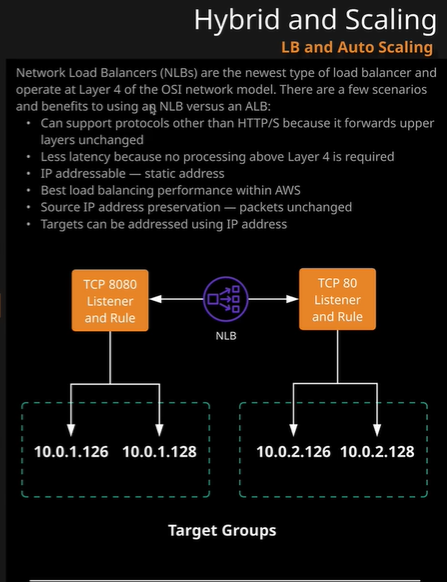 Hybrid and Scaling
LB and Auto Scaling
Network Load Balancers (NLBs) are the newest type of load balancer and
operate at Layer 4 of the OSI network model. There are a few scenarios
and benefits to using an NLB versus an ALB:
• Can support protocols other than HTTP/S because it forwards upper
layers unchanged
• Less latency because no processing above Layer 4 is required
• IP addressable — static address
• Best load balancing performance within AWS
• Source IP address preservation — packets unchanged
• Targets can be addressed using IP address
TCP 8080
Listener
and Rule
NLB
TCP 80
Listener
and Rule
10.0.1.126 10.0.1.128
10.0.2.126 10.0.2.128
Target Groups